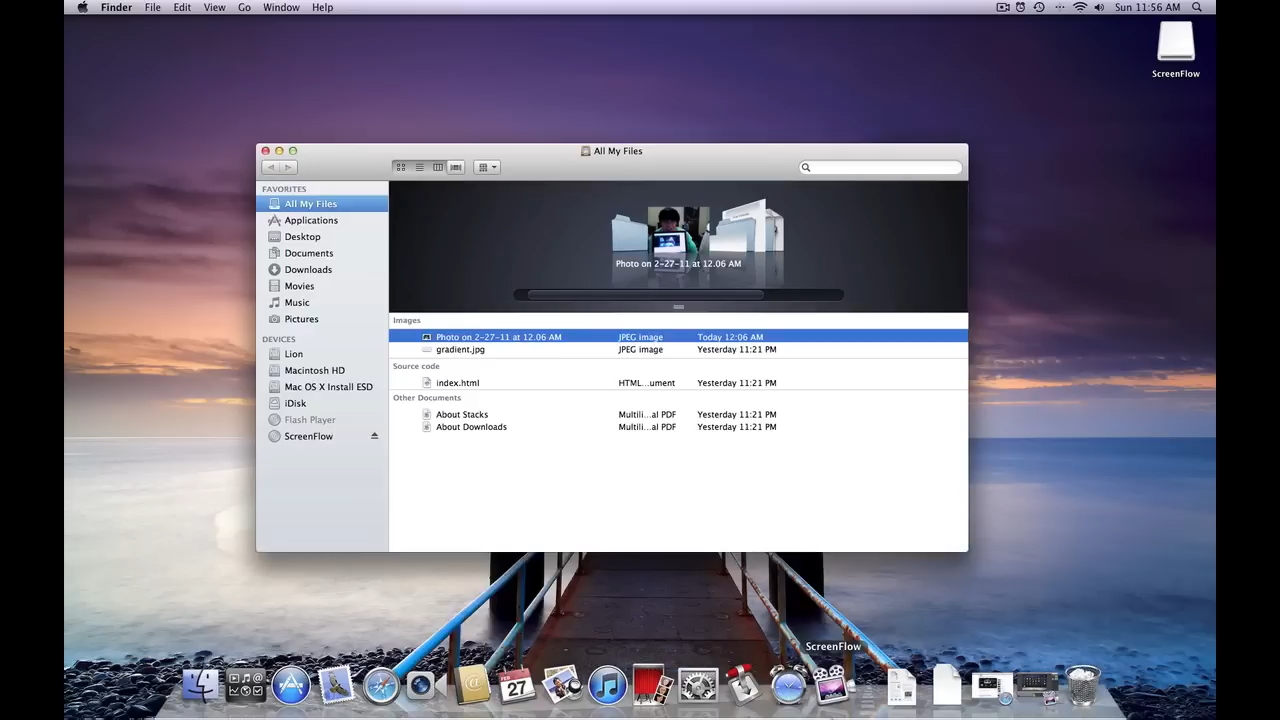 Finder File Edit View Go Window Help Sun 11:56 AM
ScreenFlow
All My Files
FAVORITES
All My Files
Applications
Desktop
Documents
Downloads
Movies
Music
Pictures
DEVICES
Lion
Macintosh HD
Mac OS X Install ESD
iDisk
Flash Player
ScreenFlow
Photo on 2-27-11 at 12.06 AM
Images
Photo on 2-27-11 at 12.06 AM JPEG image Today 12:06 AM
gradient.jpg JPEG image Yesterday 11:21 PM
Source code
index.html HTML...ument Yesterday 11:21 PM
Other Documents
About Stacks Multili...al PDF Yesterday 11:21 PM
About Downloads Multili...al PDF Yesterday 11:21 PM
ScreenFlow
FEB
27